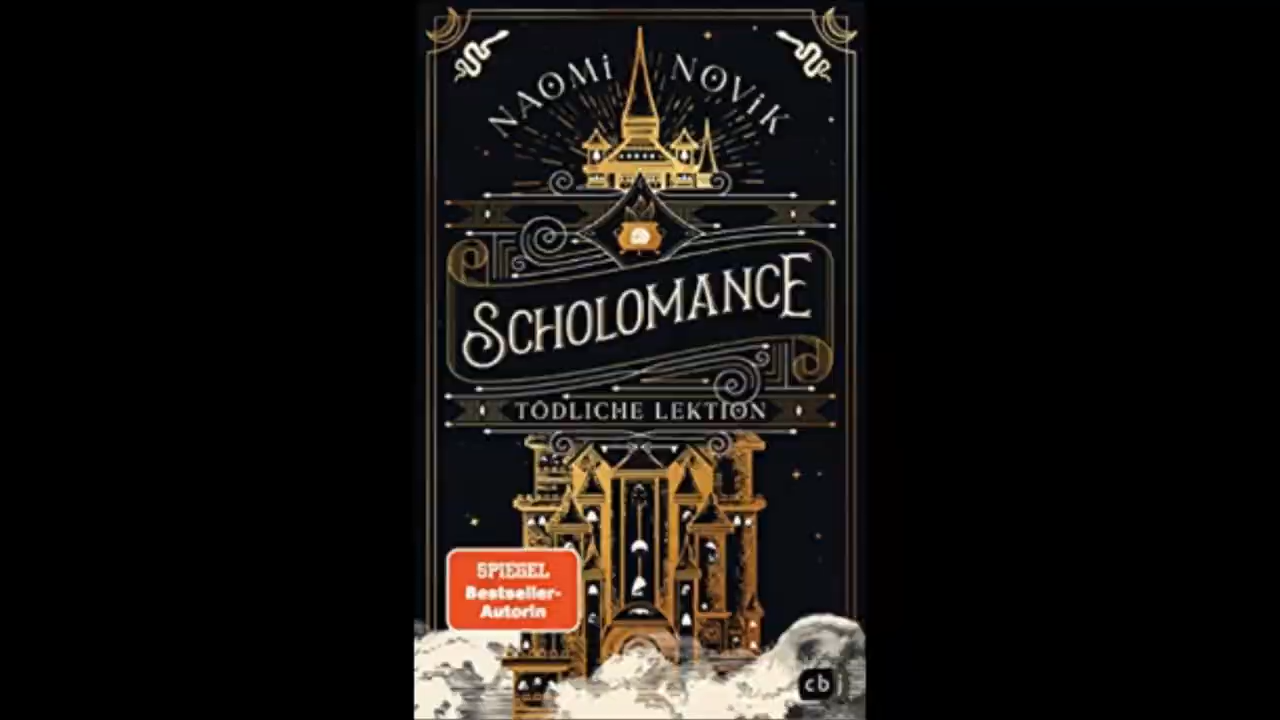 NAOMi NOViK
SCHOLOMANCE
TÖDLICHE LEKTION
SPIEGEL
Bestseller-
Autorin
cbj